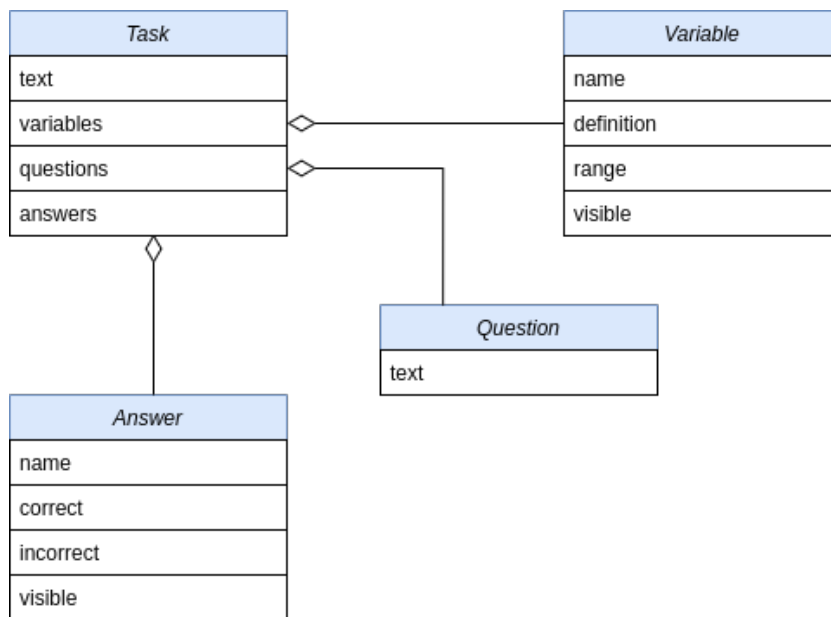 Task
text
variables
questions
answers
Variable
name
definition
range
visible
Question
text
Answer
name
correct
incorrect
visible